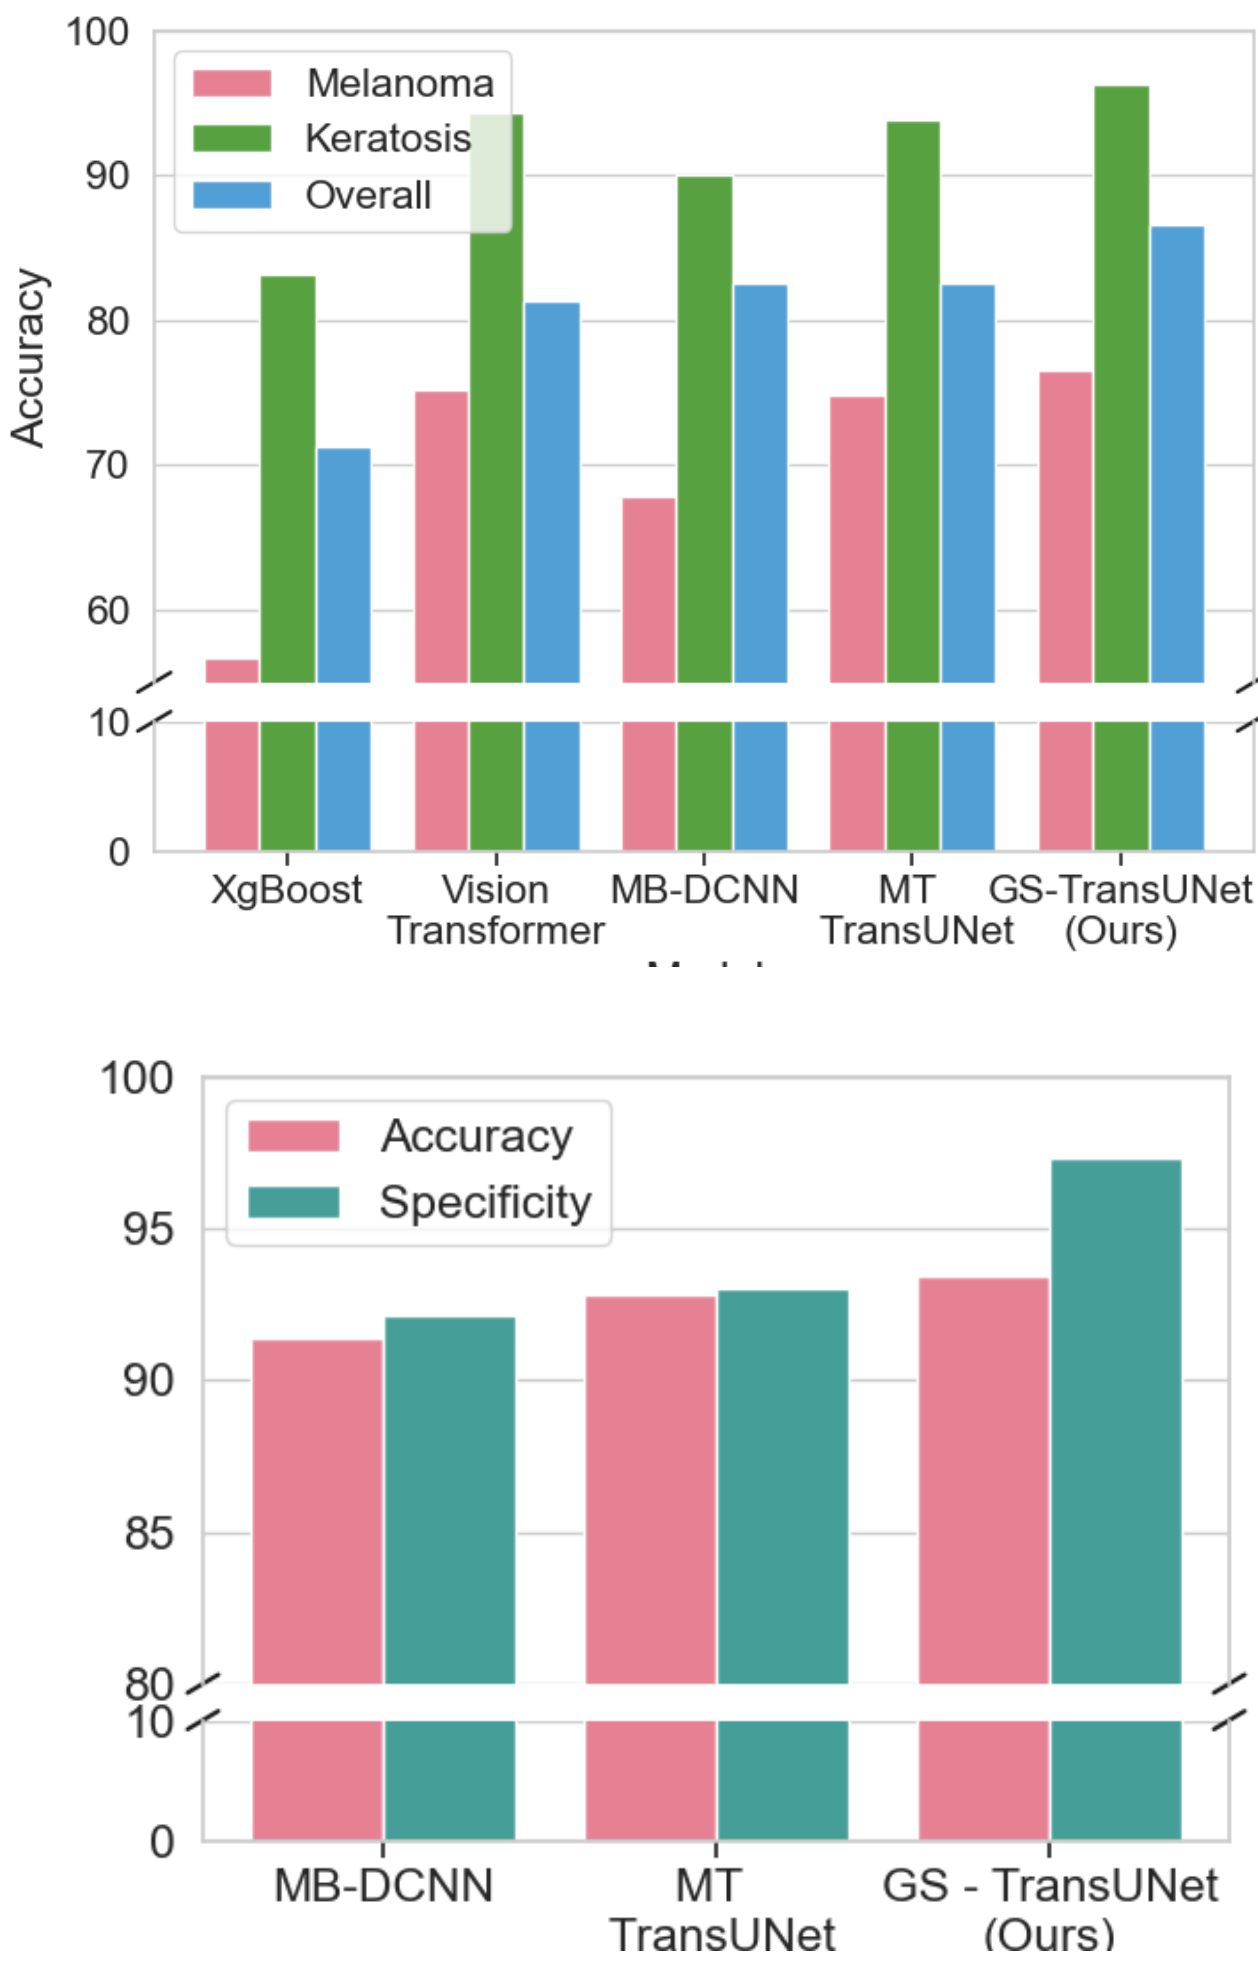 100
90
80
70
60
10
0
Accuracy
Melanoma
Keratosis
Overall
XgBoost
Vision
Transformer
MB-DCNN
MT
TransUNet
GS-TransUNet
(Ours)
100
95
90
85
80
10
0
Accuracy
Specificity
MB-DCNN
MT
TransUNet
GS - TransUNet
(Ours)